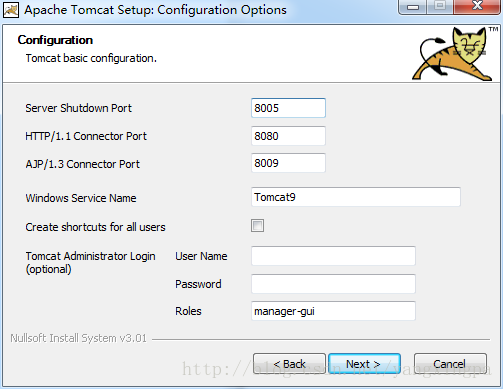 Apache Tomcat Setup: Configuration Options
Configuration
Tomcat basic configuration.
TM
Server Shutdown Port 8005
HTTP/1.1 Connector Port 8080
AJP/1.3 Connector Port 8009
Windows Service Name Tomcat9
Create shortcuts for all users
Tomcat Administrator Login User Name
(optional)
Password
Roles manager-gui
Nullsoft Install System v3.01
< Back Next > Cancel